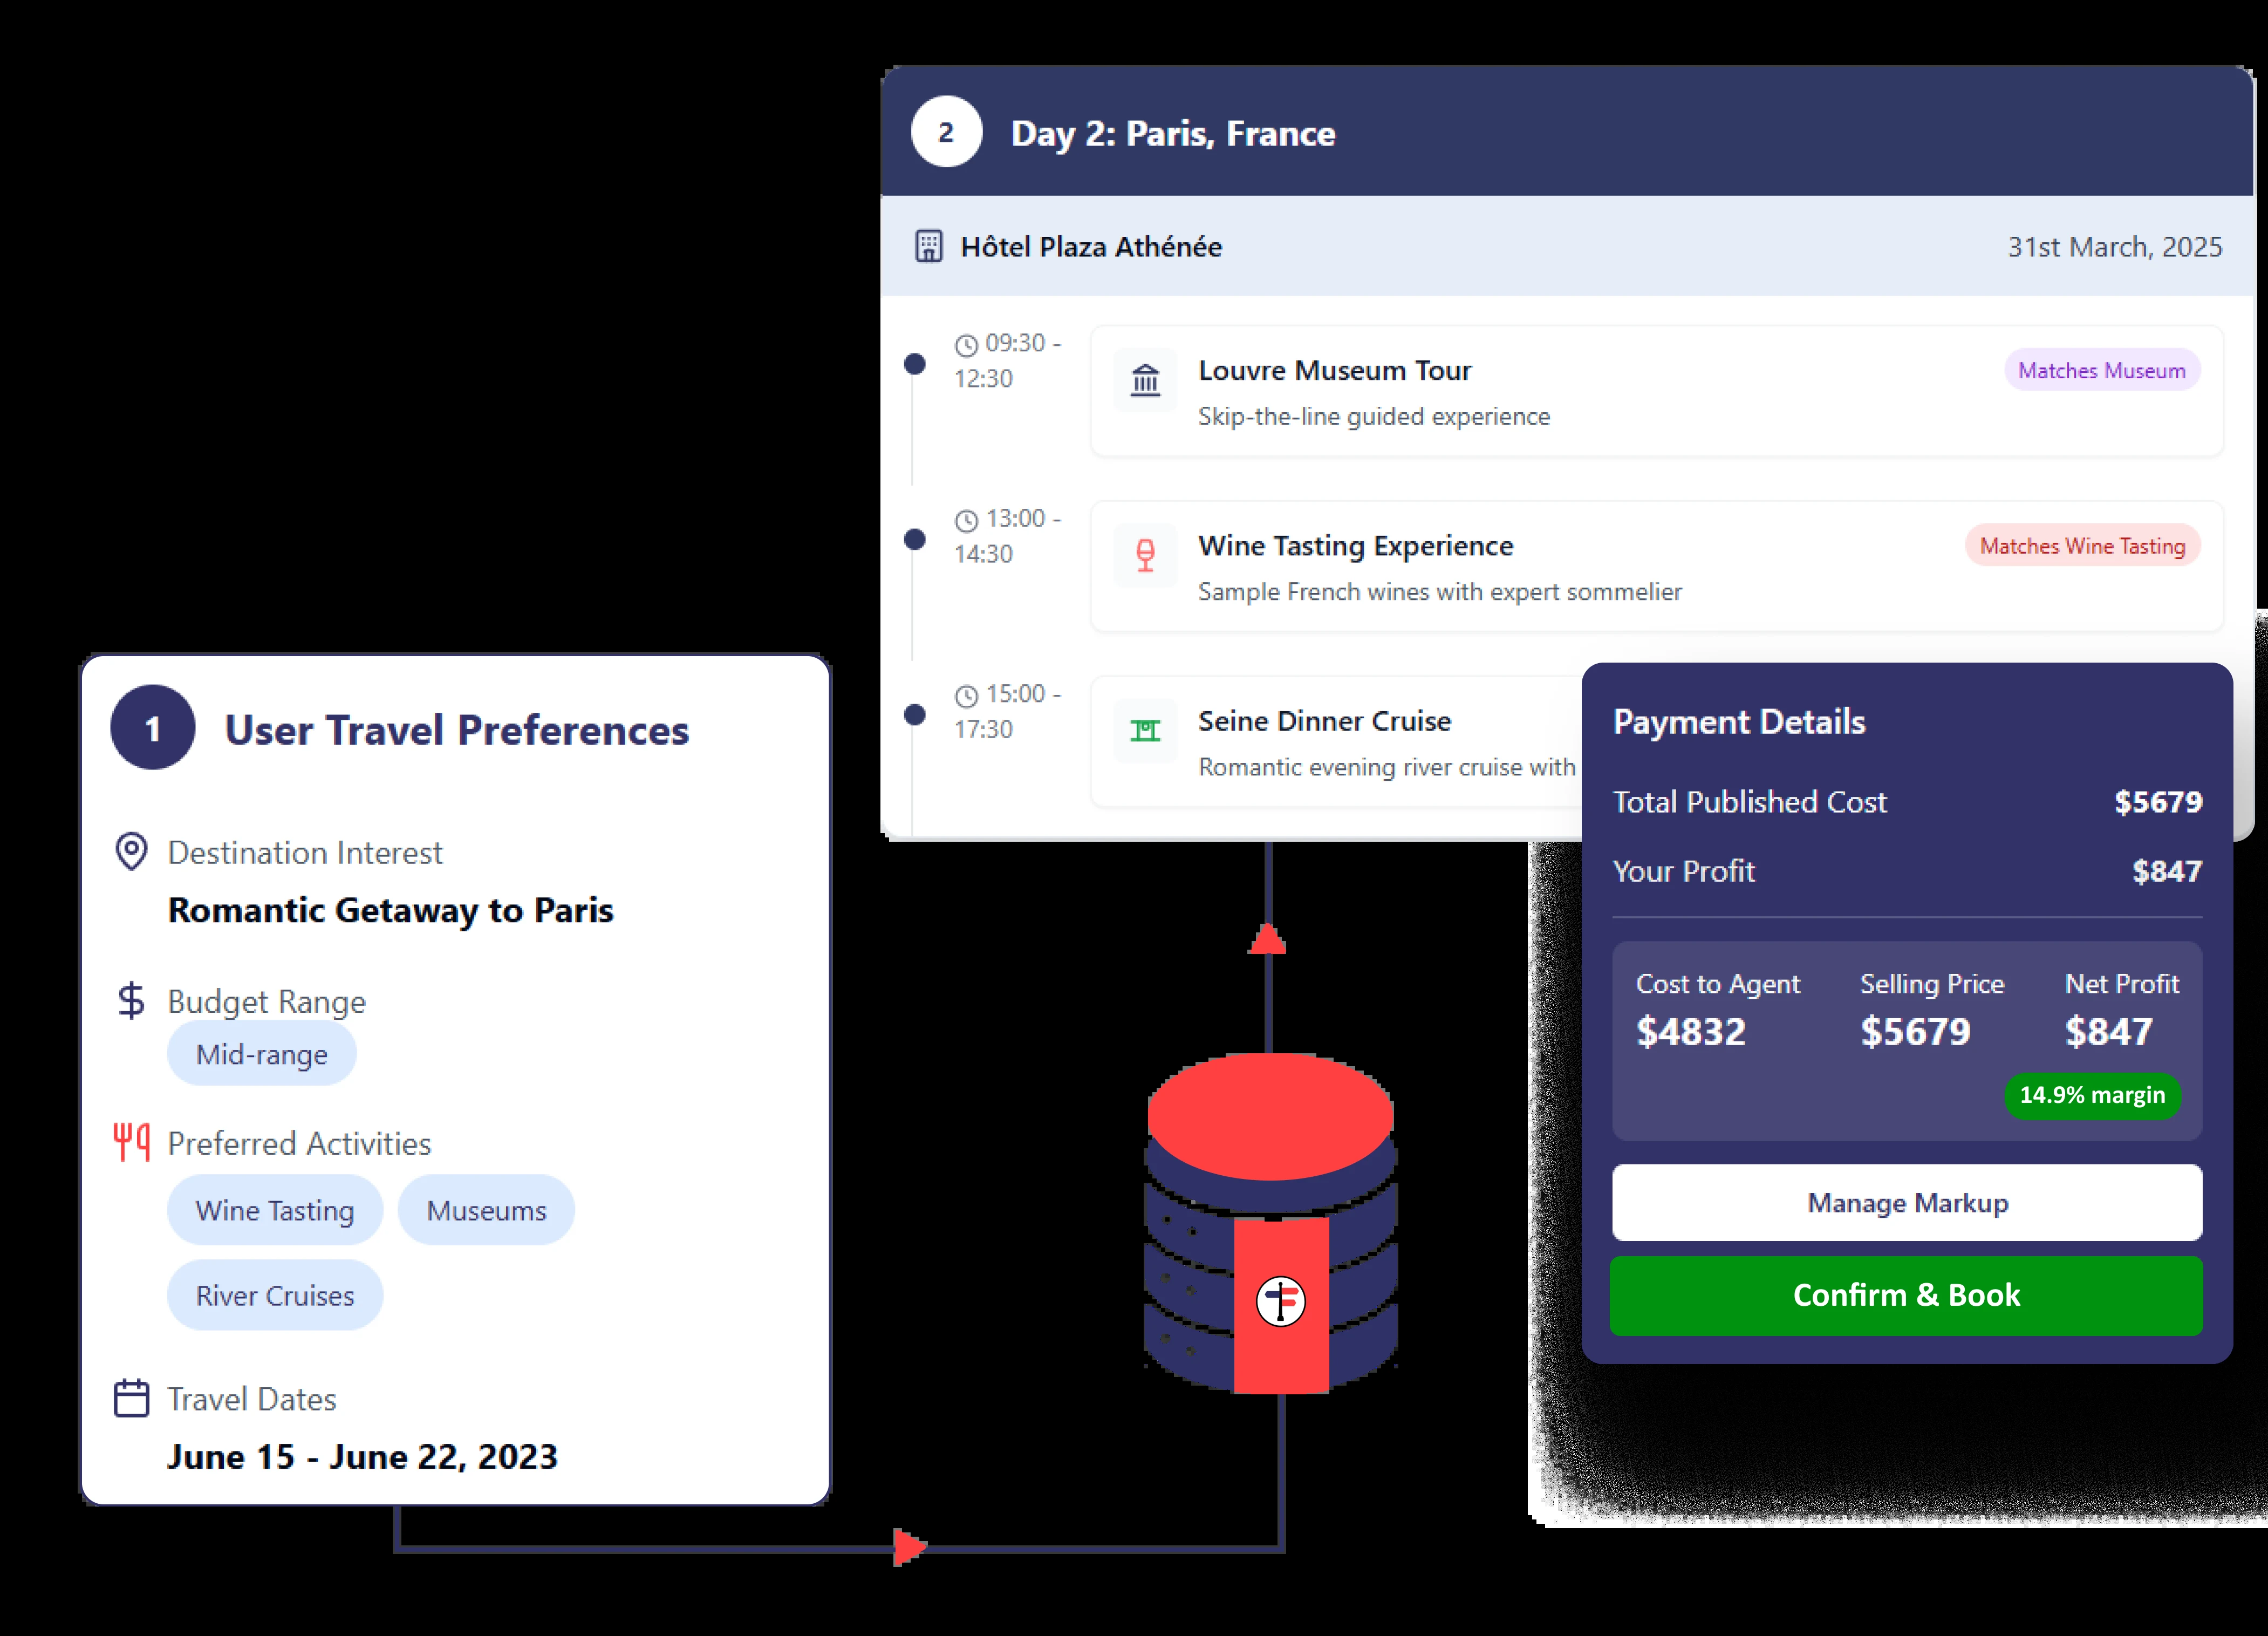 2
Day 2: Paris, France
Hôtel Plaza Athénée
31st March, 2025
09:30 -
12:30
Louvre Museum Tour
Matches Museum
Skip-the-line guided experience
13:00 -
14:30
Wine Tasting Experience
Matches Wine Tasting
Sample French wines with expert sommelier
15:00 -
17:30
Seine Dinner Cruise
Romantic evening river cruise with
1
User Travel Preferences
Destination Interest
Romantic Getaway to Paris
Budget Range
Mid-range
Preferred Activities
Wine Tasting
Museums
River Cruises
Travel Dates
June 15 - June 22, 2023
Payment Details
Total Published Cost
$5679
Your Profit
$847
Cost to Agent
Selling Price
Net Profit
$4832
$5679
$847
14.9% margin
Manage Markup
Confirm & Book